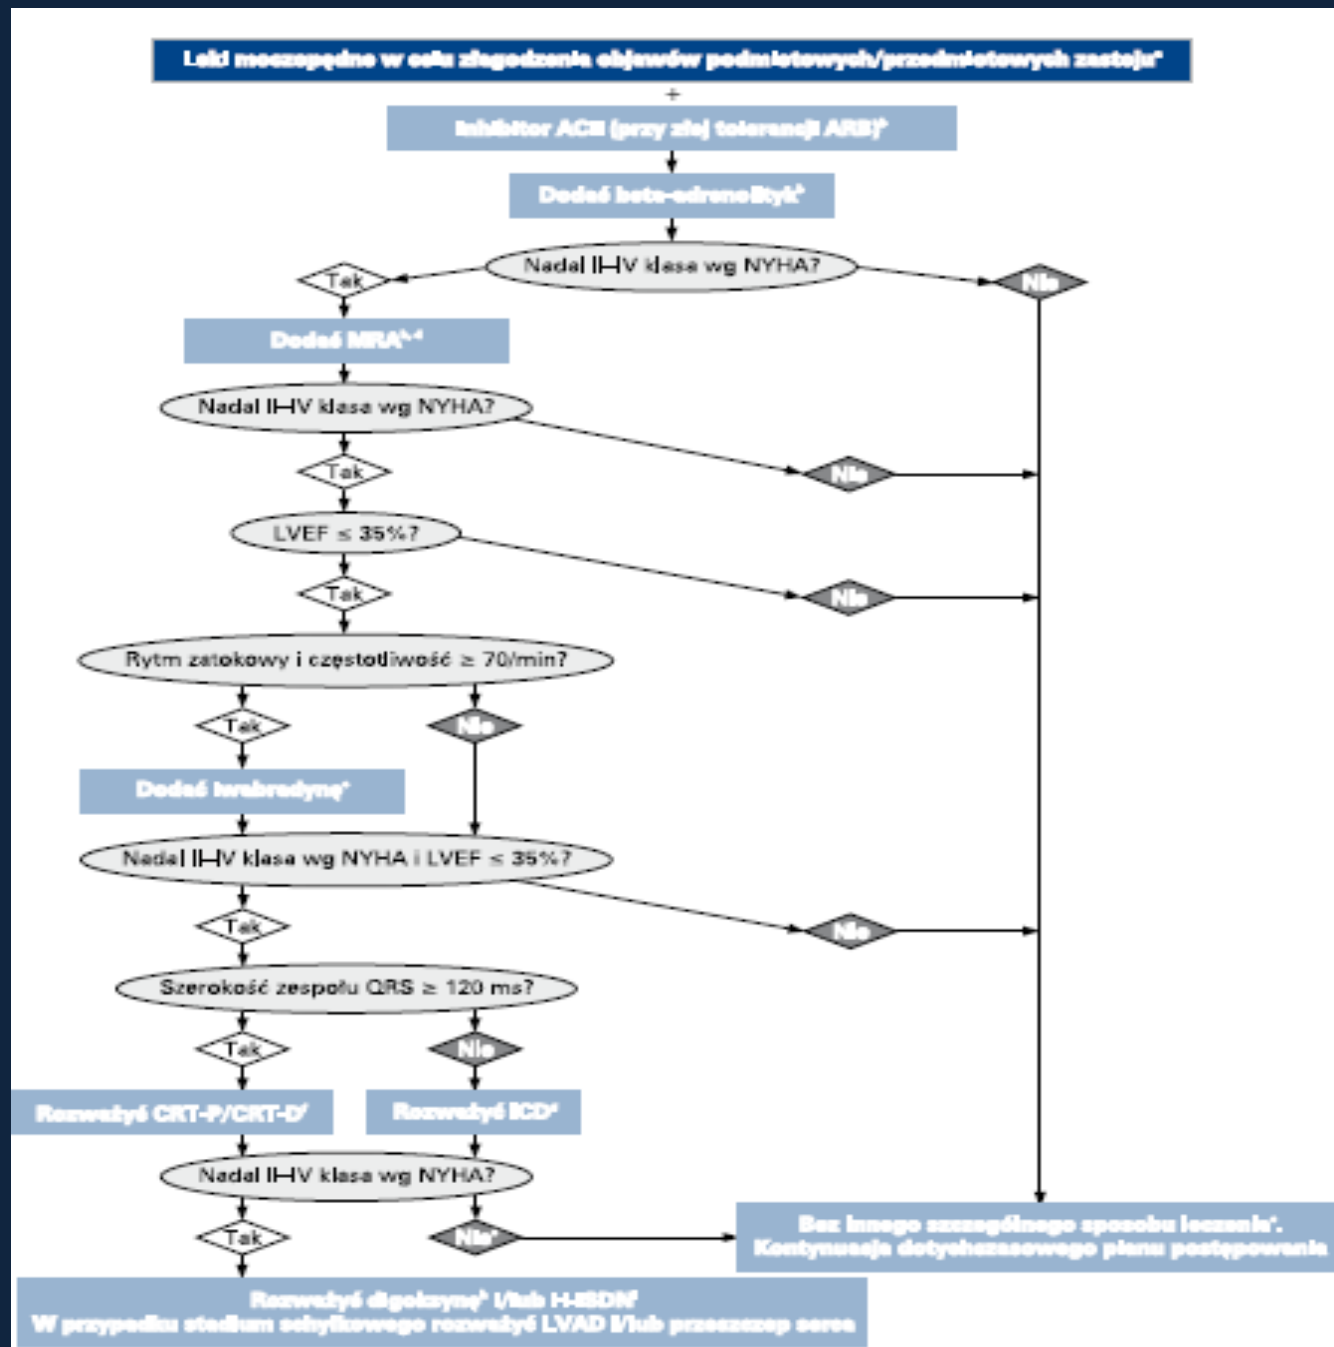 Leki moczopędne w celu złagodzenia objawów podmiotowych/przedmiotowych zastoju
+
Inhibitor ACE (przy złej tolerancji ARB)ᵇ
Dodać beta-adrenolitykᵇ
Nadal II–IV klasa wg NYHA?
Tak
Nie
Dodać MRAᵇ, ᵈ
Nadal II–IV klasa wg NYHA?
Tak
Nie
LVEF ≤ 35%?
Tak
Nie
Rytm zatokowy i częstotliwość ≥ 70/min?
Tak
Nie
Dodać iwabradynęᵉ
Nadal II–IV klasa wg NYHA i LVEF ≤ 35%?
Tak
Nie
Szerokość zespołu QRS ≥ 120 ms?
Tak
Nie
Rozważyć CRT-P/CRT-Dᶠ
Rozważyć ICD
Nadal II–IV klasa wg NYHA?
Tak
Nie
Bez innego szczególnego sposobu leczenia.
Kontynuacja dotychczasowego planu postępowania
Rozważyć digoksynęʰ i/lub H-ISDN
W przypadku stadium schyłkowego rozważyć LVAD i/lub przeszczep serca